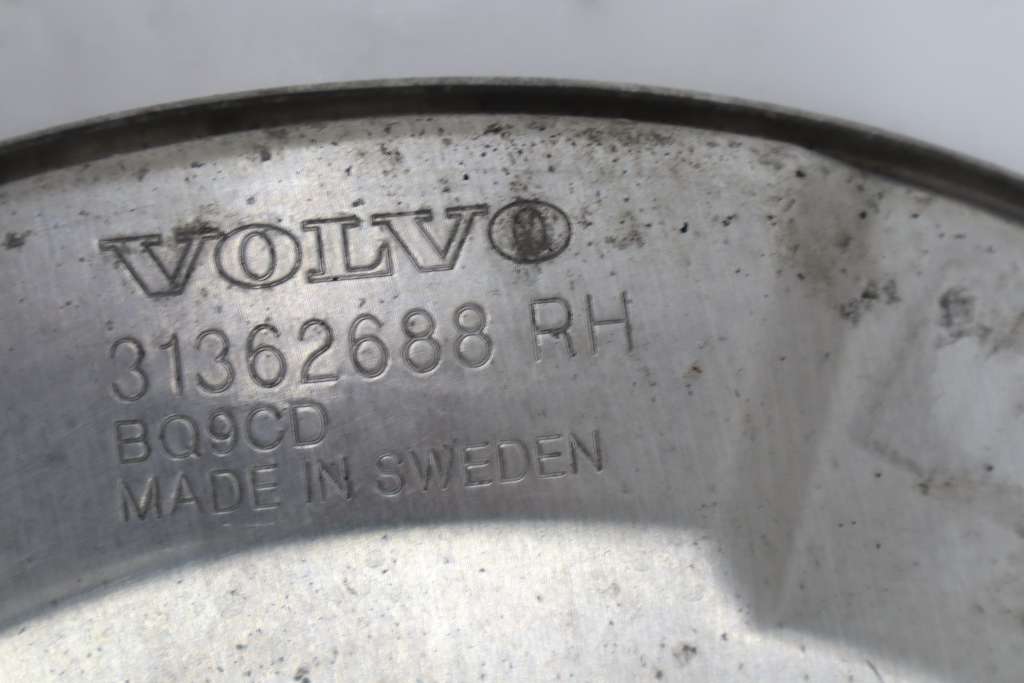 VOLVO
31362688 RH
BQ9CD
MADE IN SWEDEN